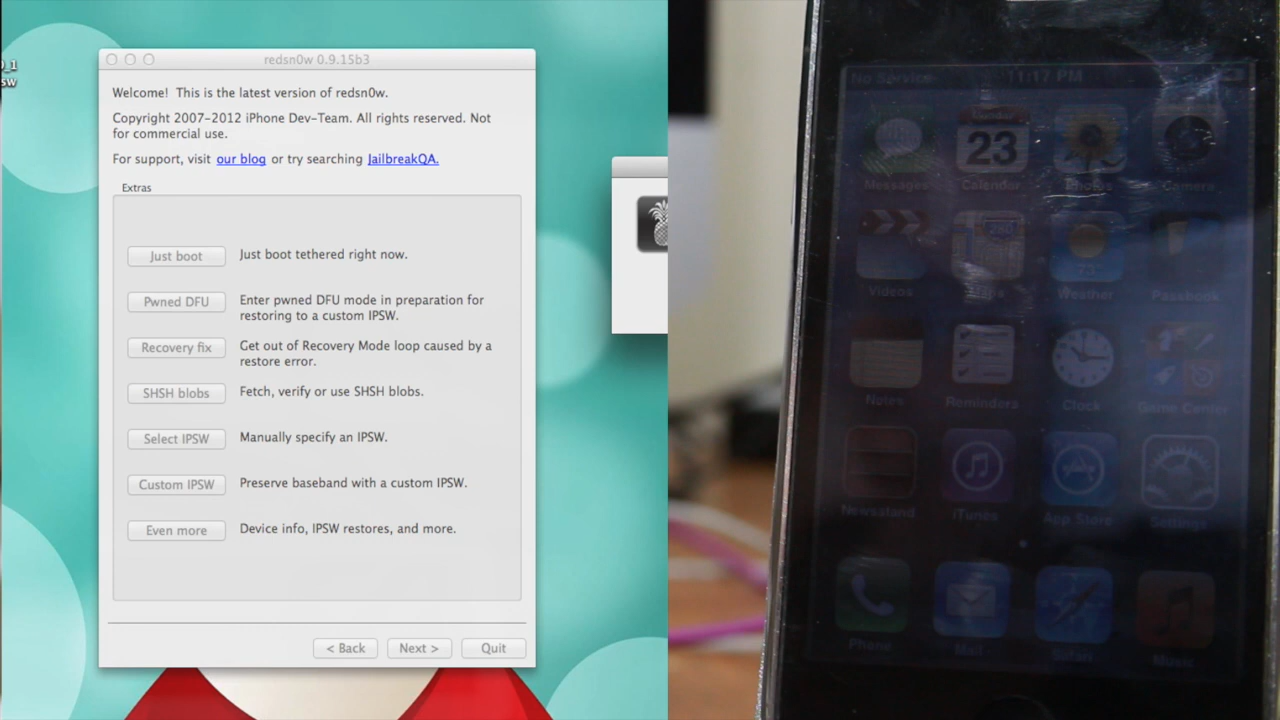 0_1
sw
redsn0w 0.9.15b3
Welcome! This is the latest version of redsn0w.
Copyright 2007-2012 iPhone Dev-Team. All rights reserved. Not
for commercial use.
For support, visit our blog or try searching JailbreakQA.
Extras
Just boot
Just boot tethered right now.
Pwned DFU
Enter pwned DFU mode in preparation for
restoring to a custom IPSW.
Recovery fix
Get out of Recovery Mode loop caused by a
restore error.
SHSH blobs
Fetch, verify or use SHSH blobs.
Select IPSW
Manually specify an IPSW.
Custom IPSW
Preserve baseband with a custom IPSW.
Even more
Device info, IPSW restores, and more.
< Back
Next >
Quit
No Service
11:17 PM
Sunday
23
Messages
Calendar
Photos
Camera
Videos
Maps
Weather
Passbook
Notes
Reminders
Clock
Game Center
Newsstand
iTunes
App Store
Settings
Phone
Mail
Safari
Music